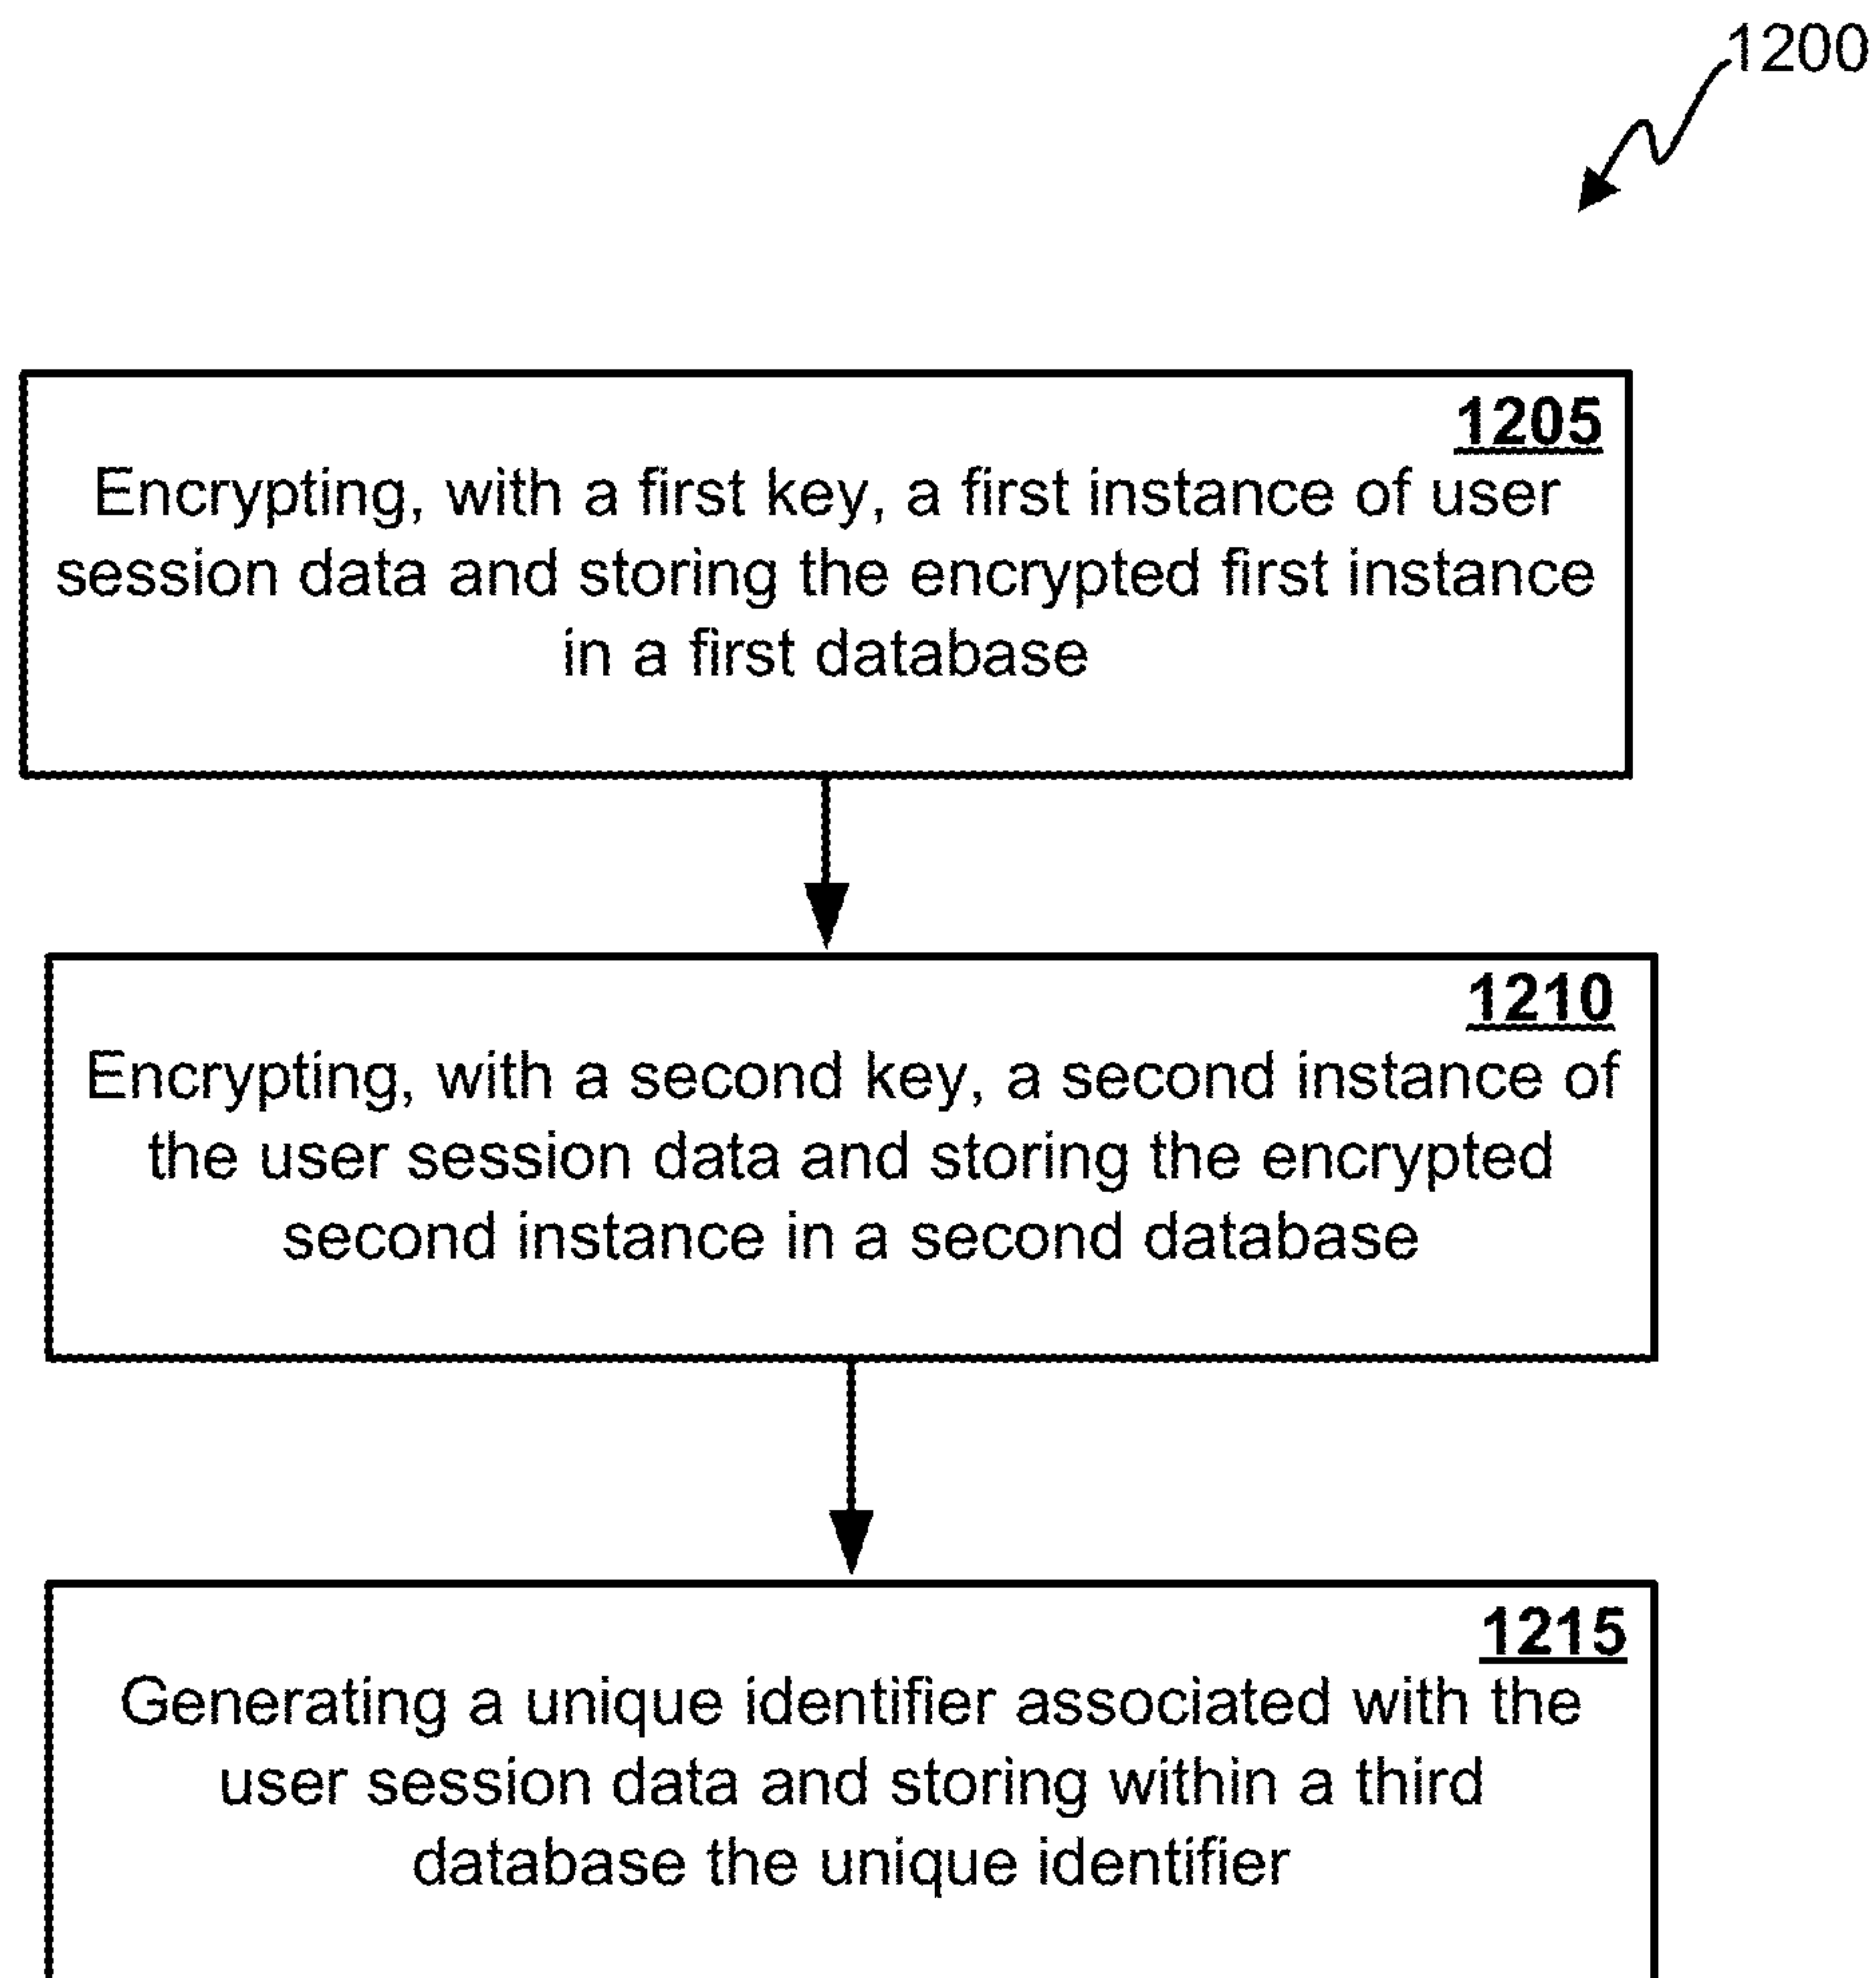 1200
1205
Encrypting, with a first key, a first instance of user
session data and storing the encrypted first instance
in a first database
1210
Encrypting, with a second key, a second instance of
the user session data and storing the encrypted
second instance in a second database
1215
Generating a unique identifier associated with the
user session data and storing within a third
database the unique identifier